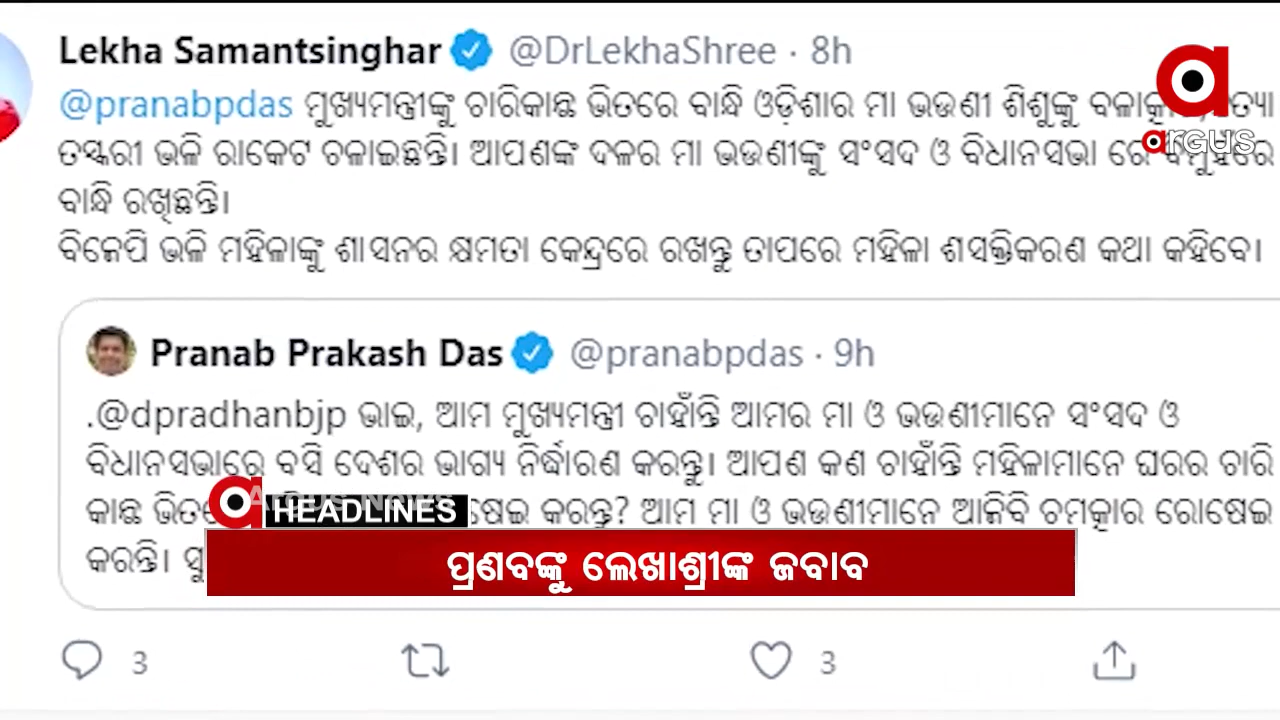 Lekha Samantsinghar @DrLekhaShree · 8h
@pranabpdas ମୁଖ୍ୟମନ୍ତ୍ରୀଙ୍କୁ ଚାରିକାନ୍ଥ ଭିତରେ ବାନ୍ଧି ଓଡ଼ିଶାର ମା ଭଉଣୀ ଶିଶୁଙ୍କୁ
ତସ୍କରୀ ଭଳି ରାକେଟ ଚଳାଇଛନ୍ତି। ଆପଣଙ୍କ ଦଳର ମା ଭଉଣୀଙ୍କୁ ସଂସଦ ଓ ବିଧାନସଭା ରେ
ବାନ୍ଧି ରଖିଛନ୍ତି।
ବିଜେପି ଭଳି ମହିଳାଙ୍କୁ ଶାସନର କ୍ଷମତା କେନ୍ଦ୍ରରେ ରଖନ୍ତୁ ତାପରେ ମହିଳା ଶସକ୍ତିକରଣ କଥା କହିବେ।
argus
Pranab Prakash Das @pranabpdas · 9h
.@dpradhanbjp ଭାଇ, ଆମ ମୁଖ୍ୟମନ୍ତ୍ରୀ ଚାହାଁନ୍ତି ଆମର ମା ଓ ଭଉଣୀମାନେ ସଂସଦ ଓ
ବିଧାନସଭାରେ ବସି ଦେଶର ଭାଗ୍ୟ ନିର୍ଦ୍ଧାରଣ କରନ୍ତୁ। ଆପଣ କଣ ଚାହାଁନ୍ତି ମହିଳାମାନେ ଘରର ଚାରି
କାନ୍ଥ କରନ୍ତୁ? ଆମ ମା ଓ ଭଉଣୀମାନେ ଆଜିବି ଚମତ୍କାର ରୋଷେଇ
କରନ୍ତି।
HEADLINES
ପ୍ରଣବଙ୍କୁ ଲେଖାଶ୍ରୀଙ୍କ ଜବାବ
3 3